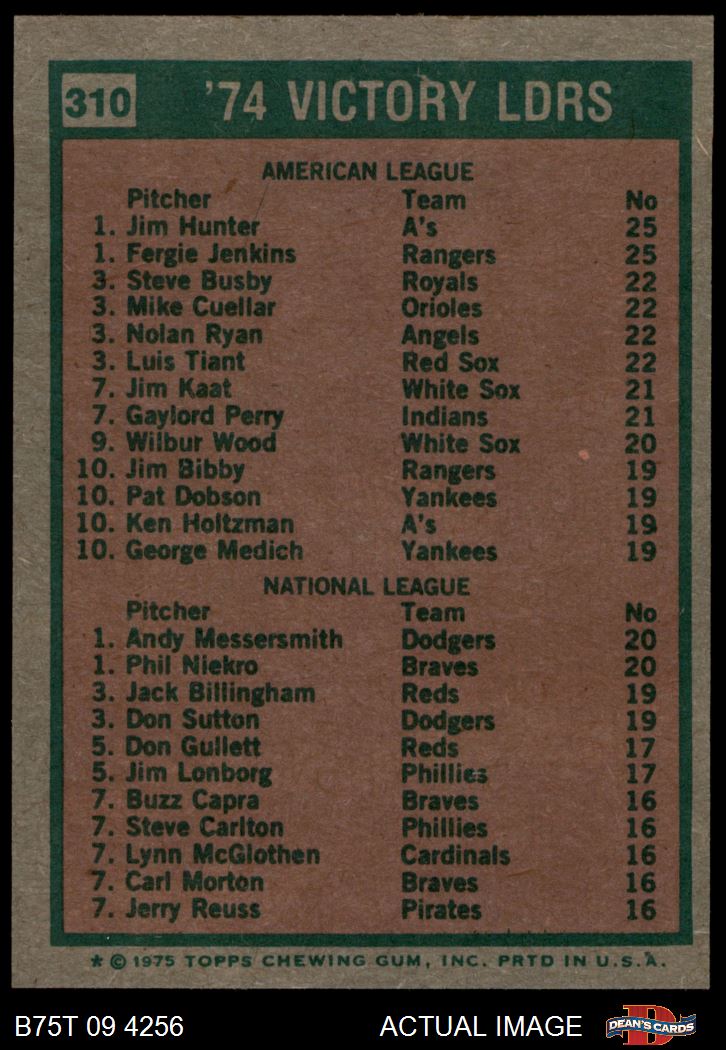 310 '74 VICTORY LDRS
AMERICAN LEAGUE
Pitcher Team No
1. Jim Hunter A's 25
1. Fergie Jenkins Rangers 25
3. Steve Busby Royals 22
3. Mike Cuellar Orioles 22
3. Nolan Ryan Angels 22
3. Luis Tiant Red Sox 22
7. Jim Kaat White Sox 21
7. Gaylord Perry Indians 21
9. Wilbur Wood White Sox 20
10. Jim Bibby Rangers 19
10. Pat Dobson Yankees 19
10. Ken Holtzman A's 19
10. George Medich Yankees 19
NATIONAL LEAGUE
Pitcher Team No
1. Andy Messersmith Dodgers 20
1. Phil Niekro Braves 20
3. Jack Billingham Reds 19
3. Don Sutton Dodgers 19
5. Don Gullett Reds 17
5. Jim Lonborg Phillies 17
7. Buzz Capra Braves 16
7. Steve Carlton Phillies 16
7. Lynn McGlothen Cardinals 16
7. Carl Morton Braves 16
7. Jerry Reuss Pirates 16
* © 1975 TOPPS CHEWING GUM, INC. PRTD IN U.S.A.
B75T 09 4256 ACTUAL IMAGE DEAN'S CARDS